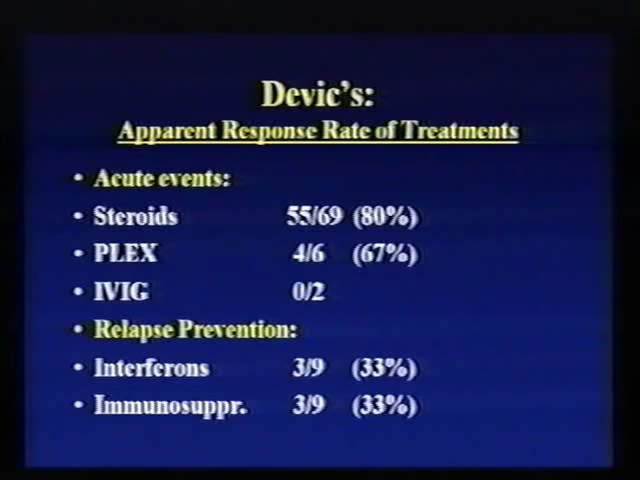 Devic's:
Apparent Response Rate of Treatments
• Acute events:
• Steroids 55/69 (80%)
• PLEX 4/6 (67%)
• IVIG 0/2
• Relapse Prevention:
• Interferons 3/9 (33%)
• Immunosuppr. 3/9 (33%)